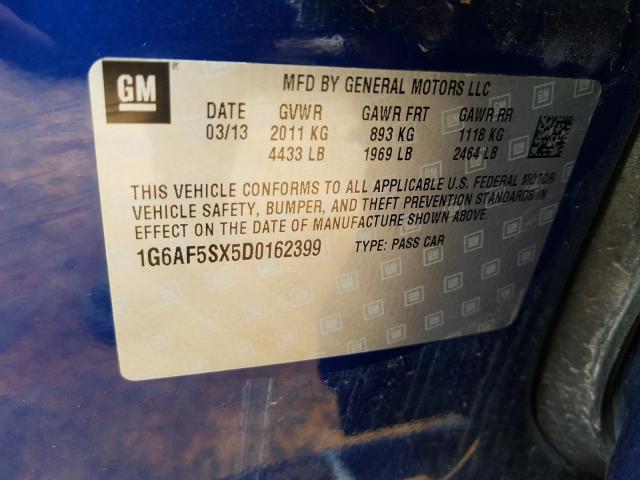 GM
MFD BY GENERAL MOTORS LLC
DATE GVWR GAWR FRT GAWR RR
03/13 2011 KG 893 KG 1118 KG
4433 LB 1969 LB 2464 LB
THIS VEHICLE CONFORMS TO ALL APPLICABLE U.S. FEDERAL MOTOR
VEHICLE SAFETY, BUMPER, AND THEFT PREVENTION STANDARDS IN
EFFECT ON THE DATE OF MANUFACTURE SHOWN ABOVE.
1G6AF5SX5D0162399 TYPE: PASS CAR